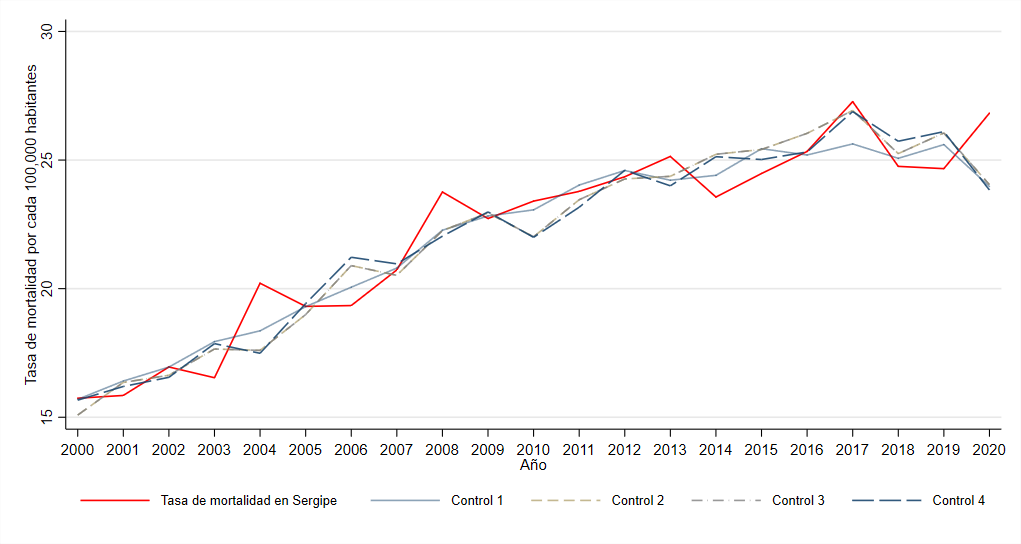 Tasa de mortalidad por cada 100,000 habitantes
30
25
20
15
2000 2001 2002 2003 2004 2005 2006 2007 2008 2009 2010 2011 2012 2013 2014 2015 2016 2017 2018 2019 2020
Año
Tasa de mortalidad en Sergipe Control 1 Control 2 Control 3 Control 4